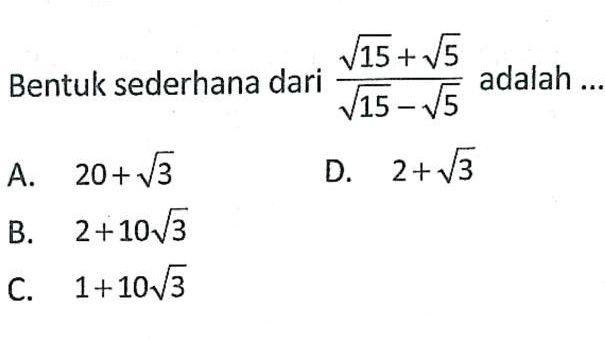 Bentuk sederhana dari (√15 + √5)/(√15 − √5) adalah ...
A. 20 + √3
D. 2 + √3
B. 2 + 10√3
C. 1 + 10√3